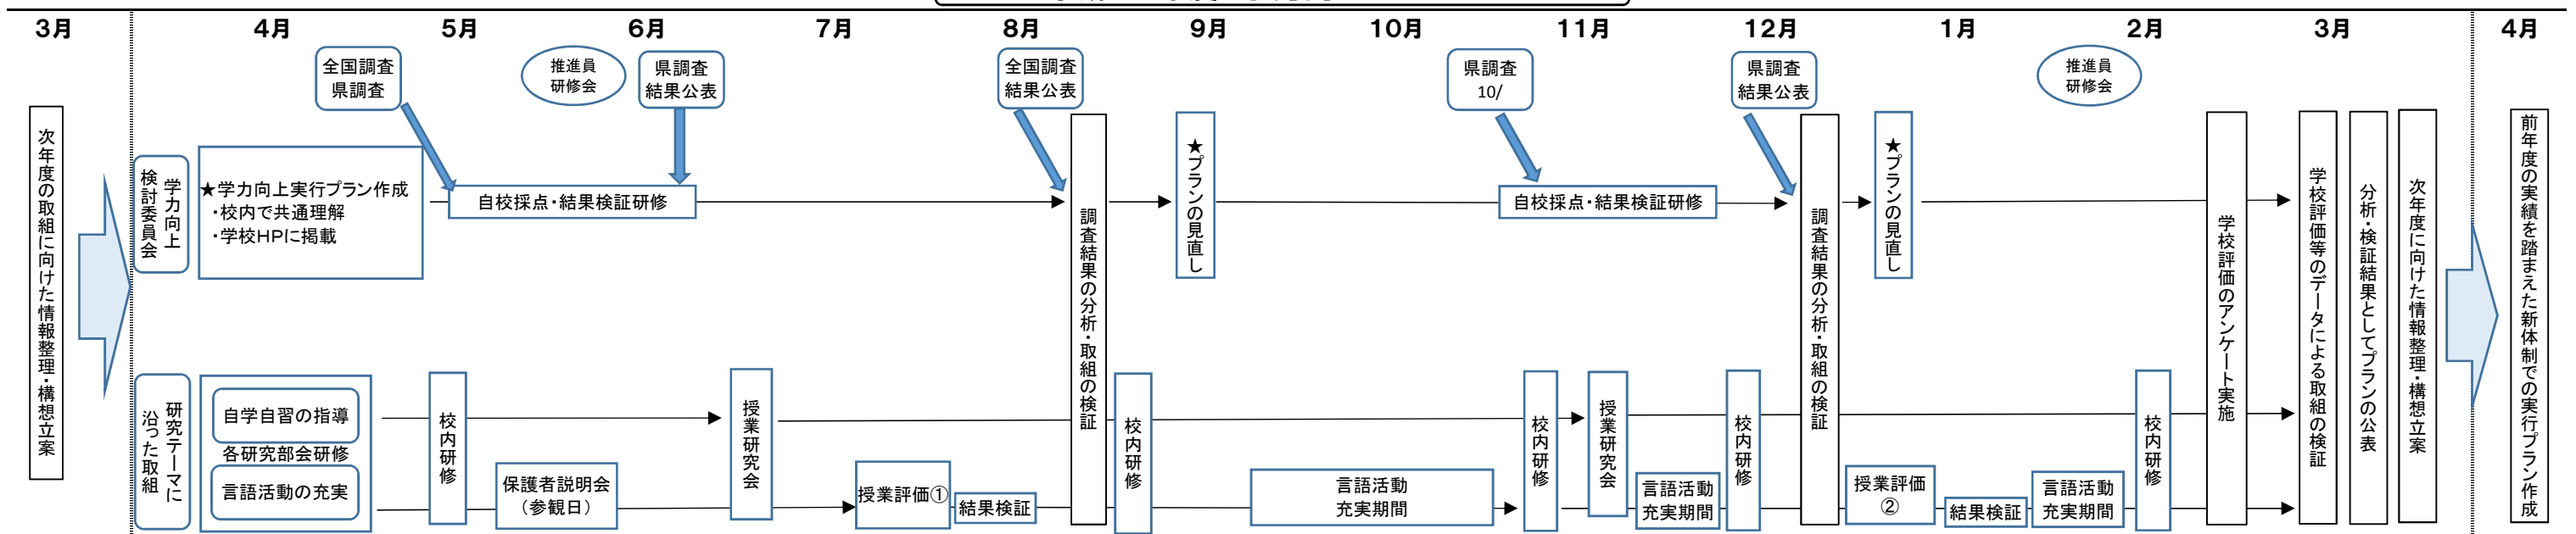 3月
4月
5月
6月
7月
8月
9月
10月
11月
12月
1月
2月
3月
4月
全国調査
県調査
推進員
研修会
県調査
結果公表
全国調査
結果公表
県調査
10/
県調査
結果公表
推進員
研修会
次年度の取組に向けた情報整理・構想立案
学力向上
検討委員会
★学力向上実行プラン作成
・校内で共通理解
・学校HPに掲載
自校採点・結果検証研修
調査結果の分析・取組の検証
★プランの見直し
自校採点・結果検証研修
調査結果の分析・取組の検証
★プランの見直し
学校評価のアンケート実施
学校評価等のデータによる取組の検証
分析・検証結果としてプランの公表
次年度に向けた情報整理・構想立案
前年度の実績を踏まえた新体制での実行プラン作成
研究テーマに
沿った取組
自学自習の指導
各研究部会研修
言語活動の充実
校内研修
保護者説明会
（参観日）
授業研究会
授業評価①
結果検証
校内研修
言語活動
充実期間
校内研修
授業研究会
言語活動
充実期間
校内研修
授業評価
②
結果検証
言語活動
充実期間
校内研修